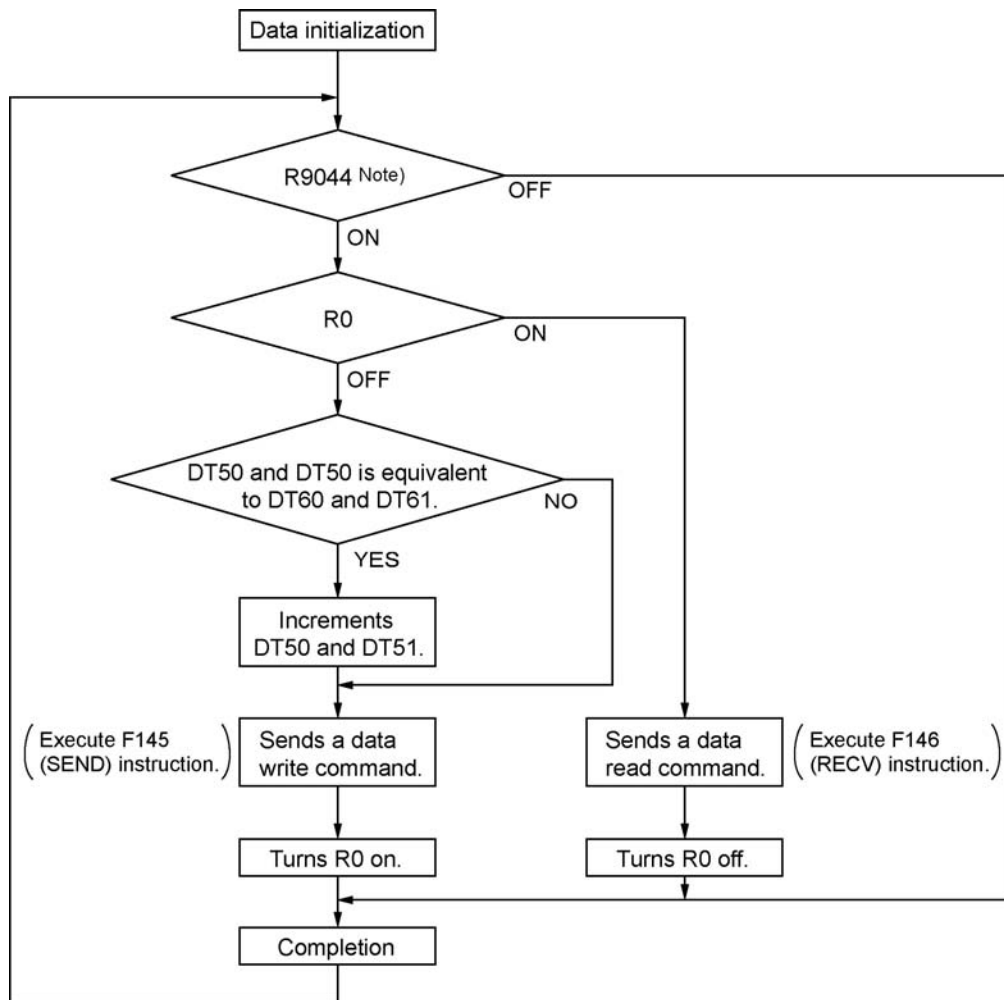 Data initialization
R9044 Note)
OFF
ON
R0
ON
OFF
DT50 and DT50 is equivalent
to DT60 and DT61.
NO
YES
Increments
DT50 and DT51.
(Execute F145
(SEND) instruction.)
Sends a data
write command.
Sends a data
read command.
(Execute F146
(RECV) instruction.)
Turns R0 on.
Turns R0 off.
Completion